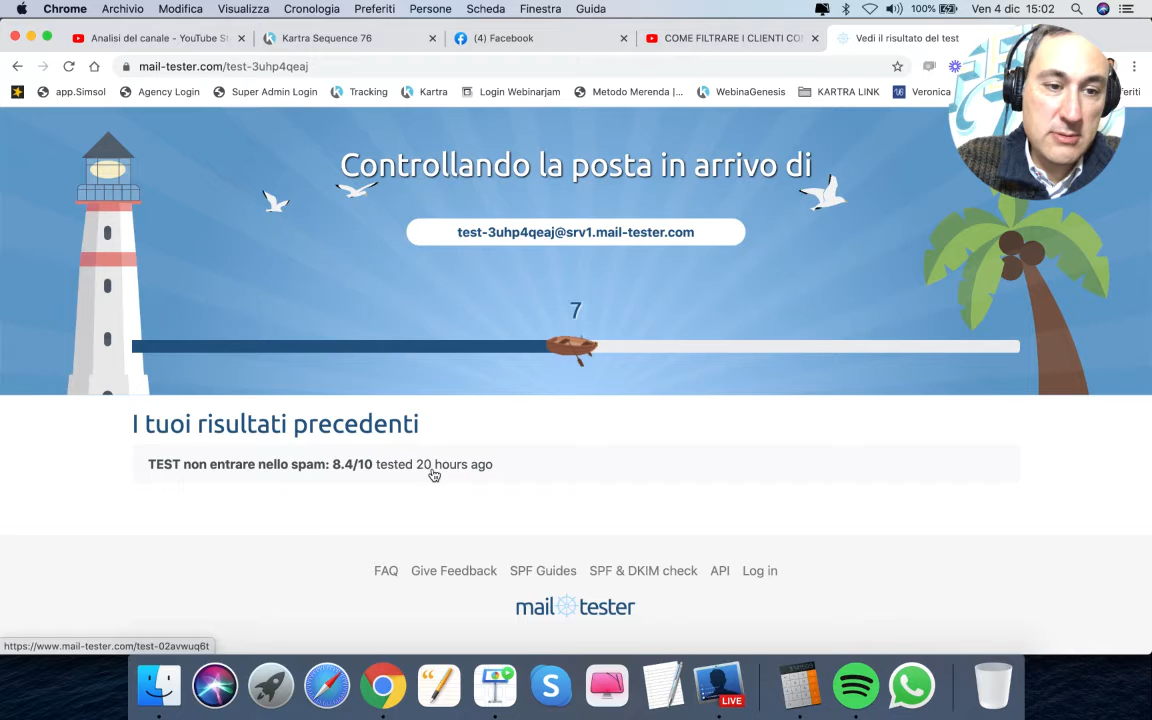 Chrome Archivio Modifica Visualizza Cronologia Preferiti Persone Scheda Finestra Guida 100% Ven 4 dic 15:02
Analisi del canale - YouTube St Kartra Sequence 76 (4) Facebook COME FILTRARE I CLIENTI CON Vedi il risultato del test
mail-tester.com/test-3uhp4qeaj
app.Simsol Agency Login Super Admin Login Tracking Kartra Login Webinarjam Metodo Merenda |... WebinaGenesis KARTRA LINK Veronica feriti
Controllando la posta in arrivo di
test-3uhp4qeaj@srv1.mail-tester.com
7
I tuoi risultati precedenti
TEST non entrare nello spam: 8.4/10 tested 20 hours ago
FAQ Give Feedback SPF Guides SPF & DKIM check API Log in
mail tester
https://www.mail-tester.com/test-02avwuq6t
LIVE